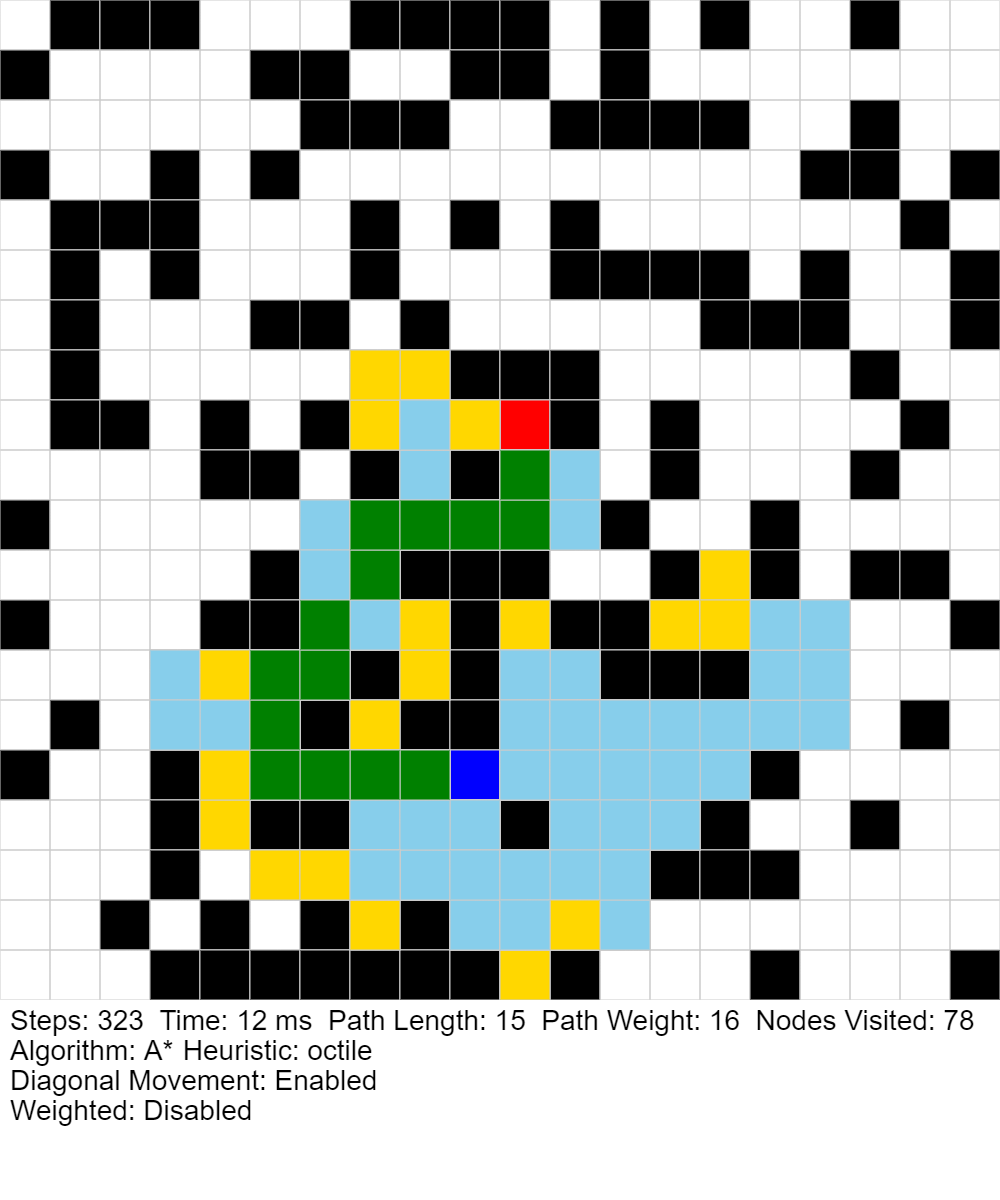 Steps: 323  Time: 12 ms  Path Length: 15  Path Weight: 16  Nodes Visited: 78
Algorithm: A* Heuristic: octile
Diagonal Movement: Enabled
Weighted: Disabled